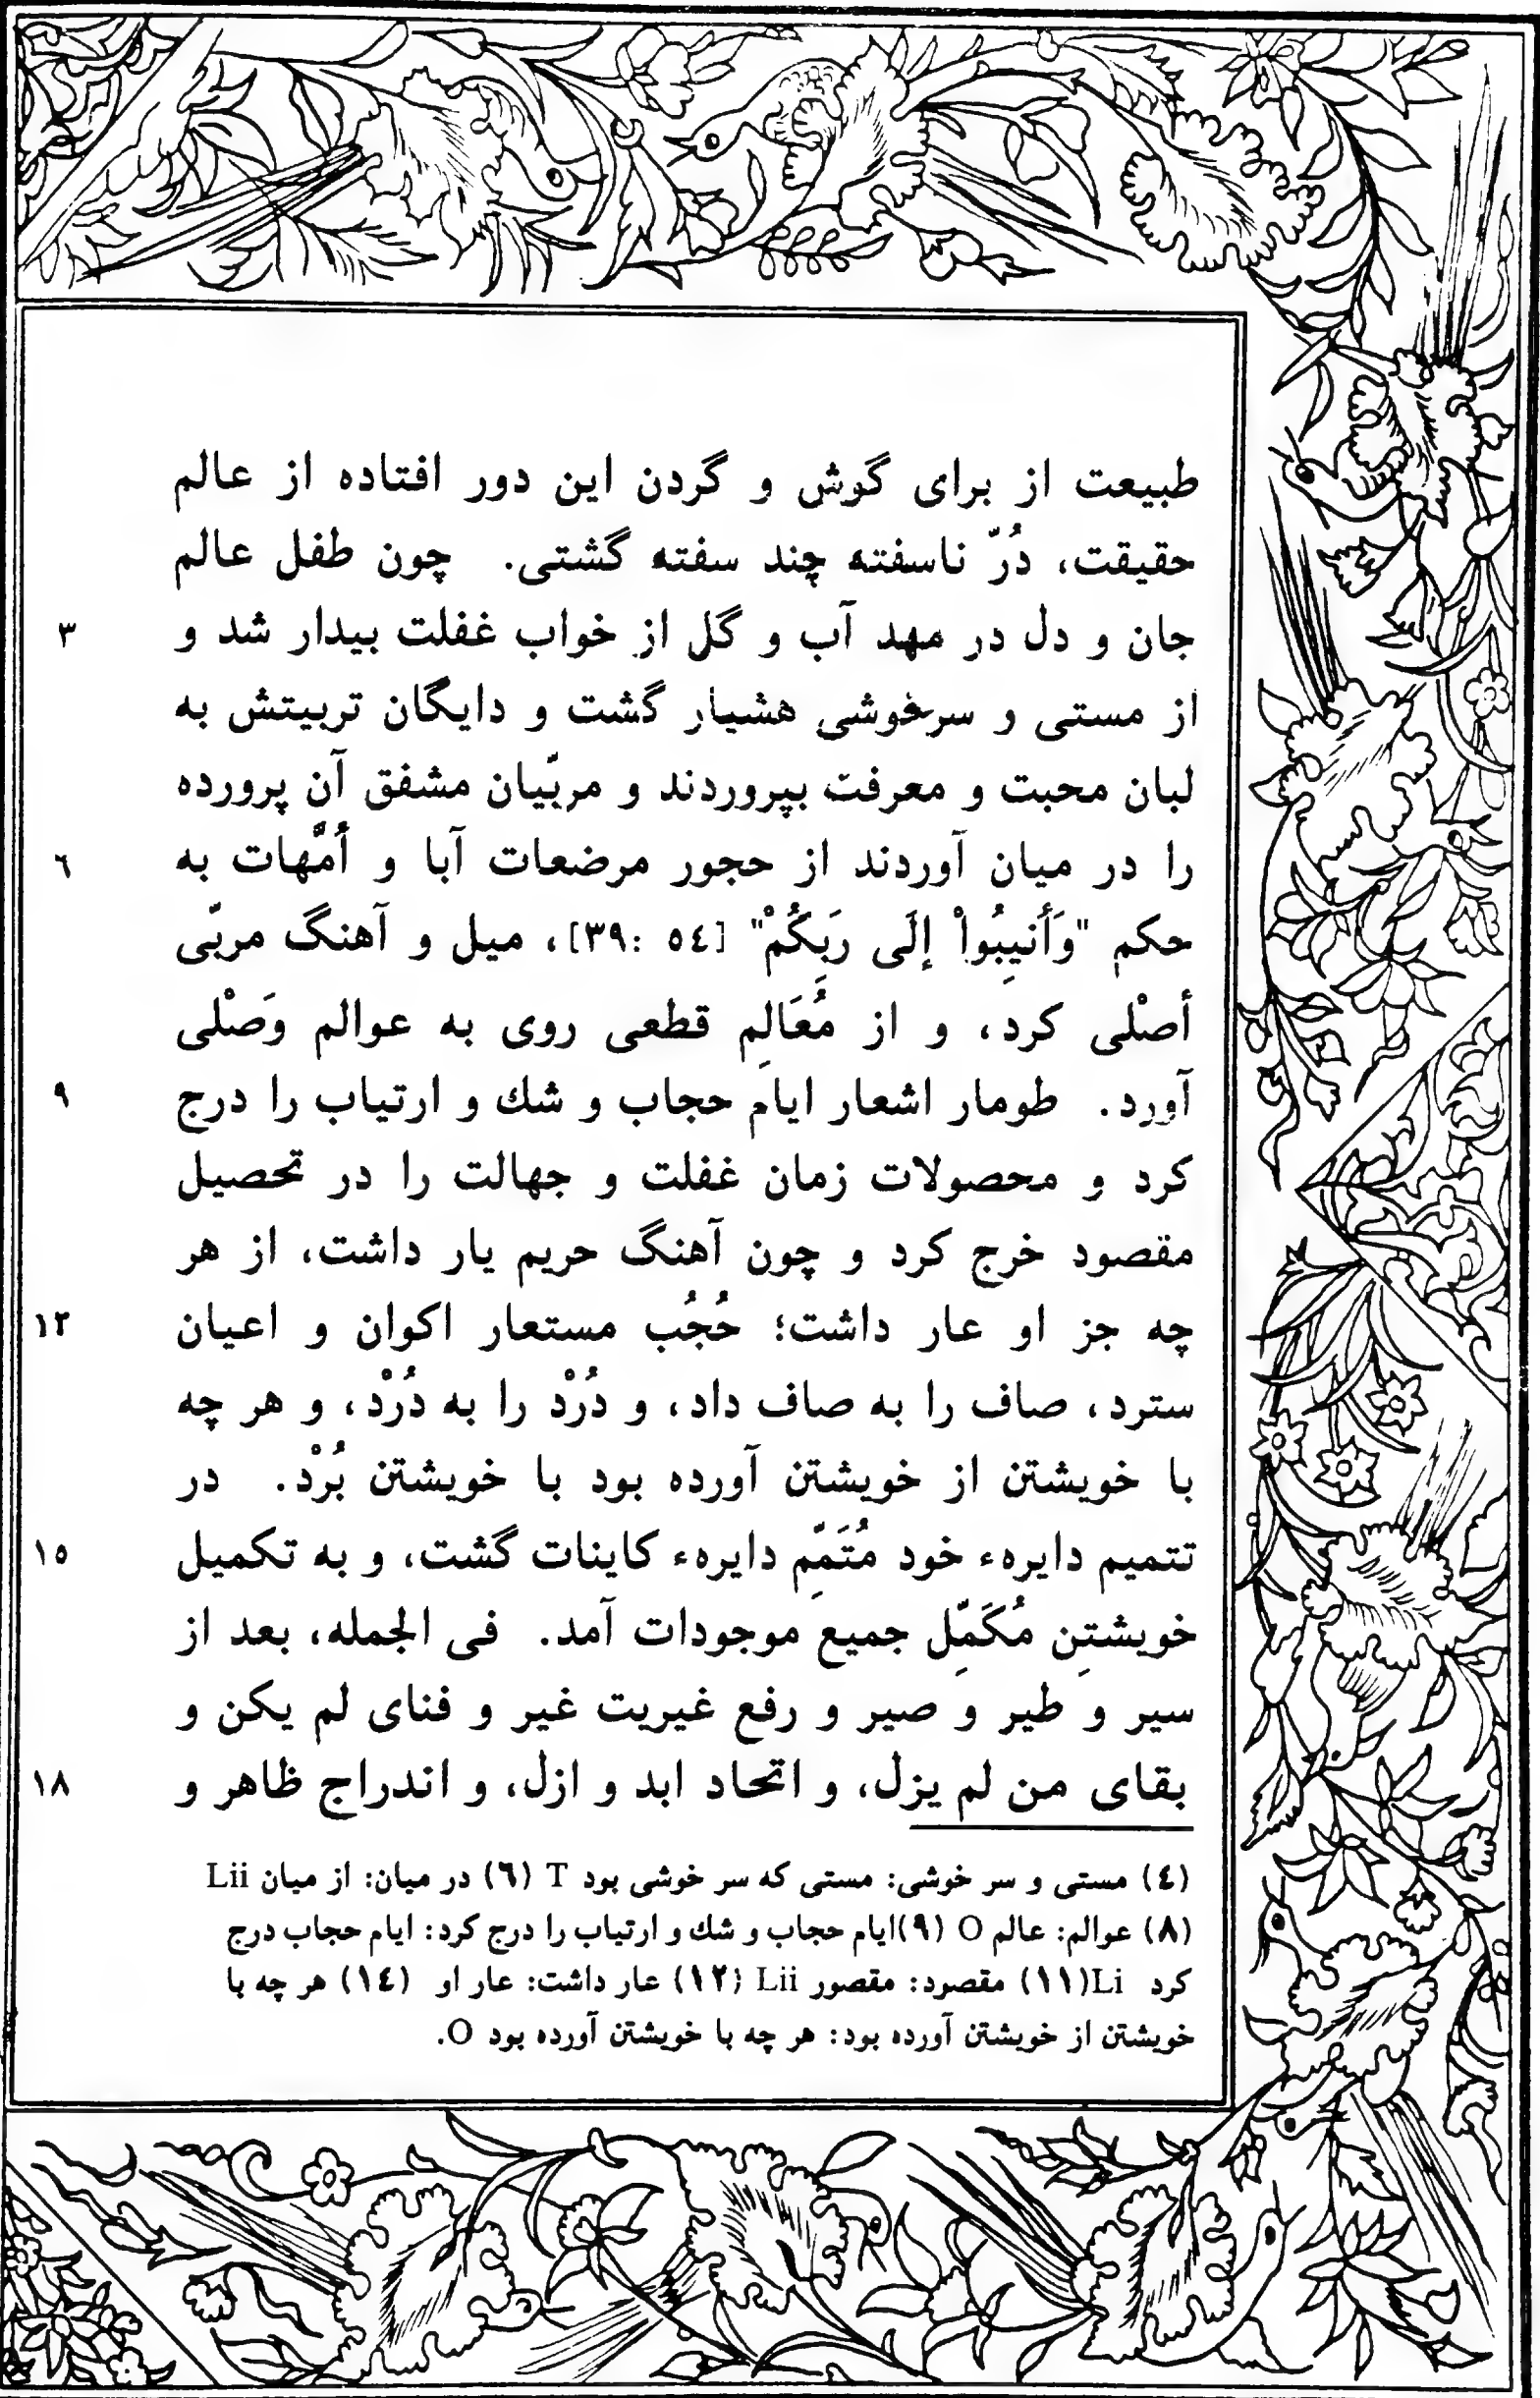 طبیعت از برای گوش و گردن این دور افتاده از عالم
حقیقت، دُرّ ناسفته چند سفته گشتی. چون طفل عالم
جان و دل در مهد آب و گل از خواب غفلت بیدار شد و
٣
از مستی و سرخوشی هشیار گشت و دایگان تربیتش به
لبان محبت و معرفت بپروردند و مربّیان مشفق آن پرورده
را در میان آوردند از حجور مرضعات آبا و أمَّهات به
٦
حکم "وَأَنیِبُواْ إلَی رَبِکُمْ" [٥٤ :٣٩]، میل و آهنگ مربّی
أصْلی کرد، و از مُعَالِم قطعی روی به عوالم وَصْلی
آورد. طومار اشعار ایام حجاب و شك و ارتیاب را درج
٩
کرد و محصولات زمان غفلت و جهالت را در تحصیل
مقصود خرج کرد و چون آهنگ حریم یار داشت، از هر
چه جز او عار داشت؛ حُجُب مستعار اکوان و اعیان
١٢
سترد، صاف را به صاف داد، و دُرْد را به دُرْد، و هر چه
با خویشتن از خویشتن آورده بود با خویشتن بُرْد. در
تتمیم دایرهء خود مُتَمِّم دایرهء کاینات گشت، و به تکمیل
١٥
خویشتِن مُکَمِّل جمیع موجودات آمد. فی الجمله، بعد از
سیر و طیر و صیر و رفع غیریت غیر و فنای لم یکن و
بقای من لم یزل، و اتحاد ابد و ازل، و اندراج ظاهر و
١٨
(٤) مستی و سر خوشی: مستی که سر خوشی بود T (٦) در میان: از میان Lii
(٨) عوالم: عالم O (٩)ایام حجاب و شك و ارتیاب را درج کرد: ایام حجاب درج
کرد Li(١١) مقصود: مقصور Lii (١٢) عار داشت: عار او (١٤) هر چه با
خویشتن از خویشتن آورده بود: هر چه با خویشتن آورده بود O.